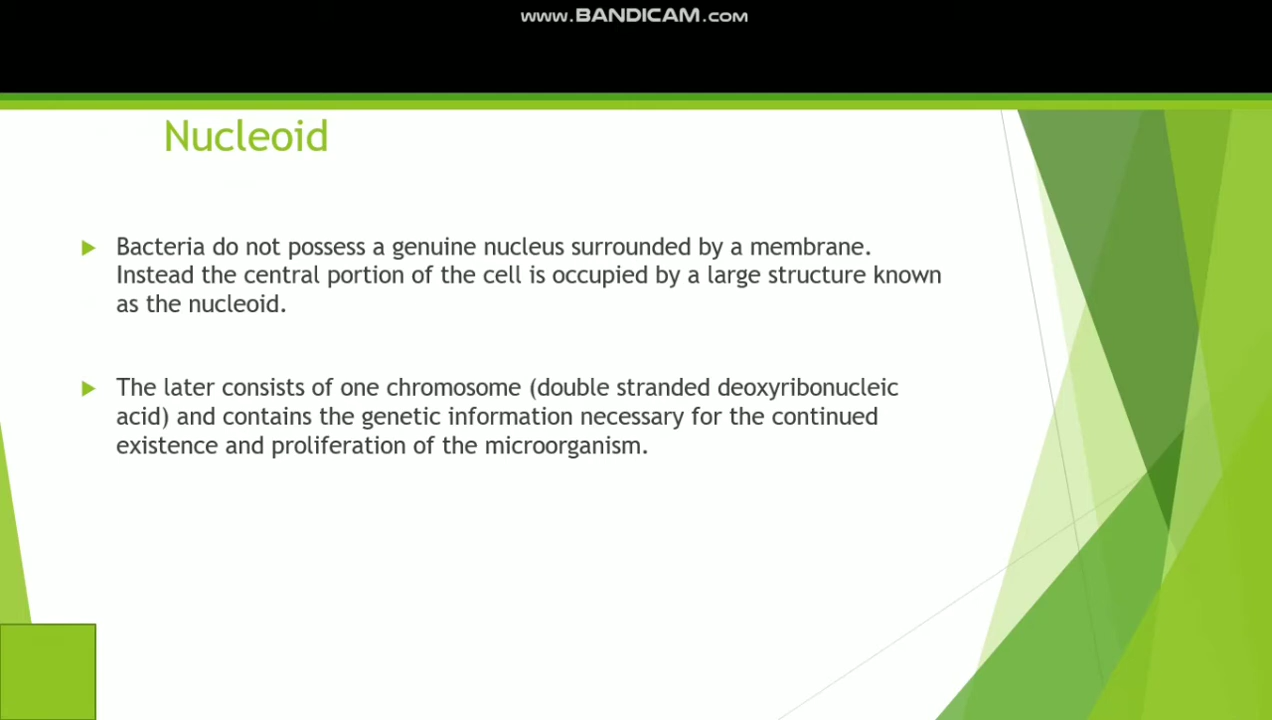 www.BANDICAM.com
Nucleoid
Bacteria do not possess a genuine nucleus surrounded by a membrane.
Instead the central portion of the cell is occupied by a large structure known
as the nucleoid.
The later consists of one chromosome (double stranded deoxyribonucleic
acid) and contains the genetic information necessary for the continued
existence and proliferation of the microorganism.